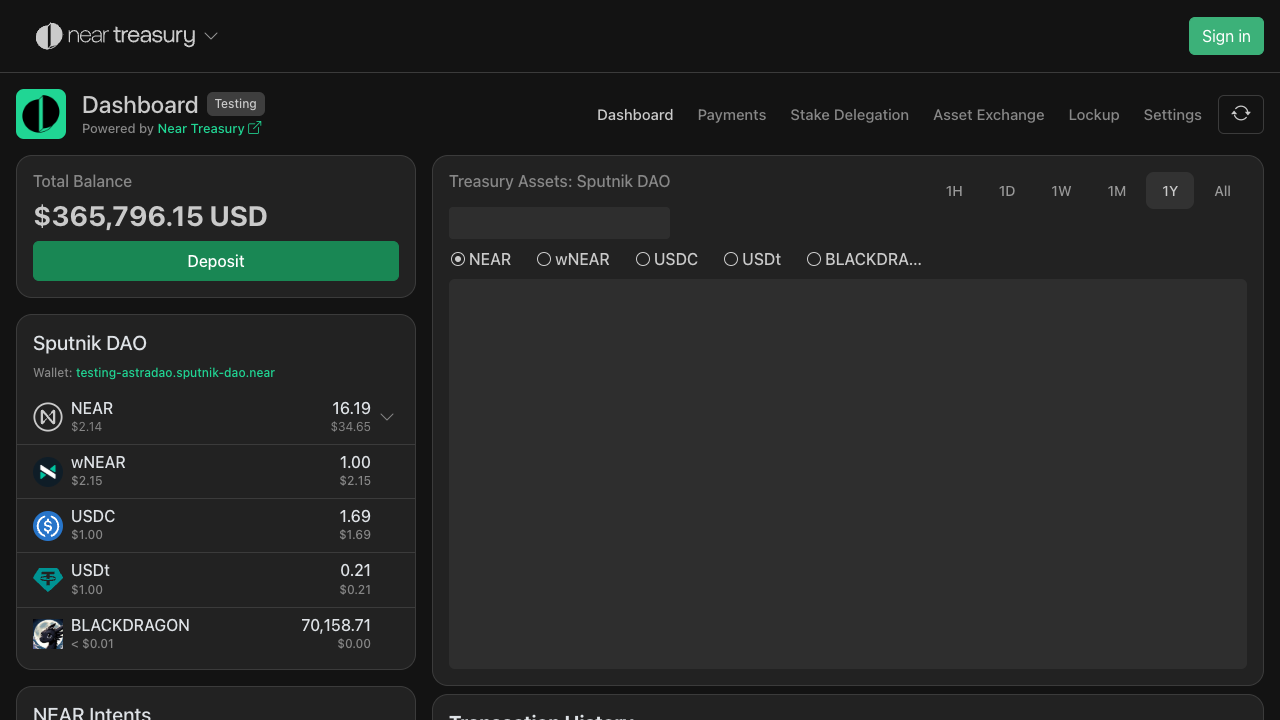 near treasury
Sign in
Dashboard Testing
Powered by Near Treasury
Dashboard Payments Stake Delegation Asset Exchange Lockup Settings
Total Balance
$365,796.15 USD
Deposit
Treasury Assets: Sputnik DAO
1H 1D 1W 1M 1Y All
NEAR wNEAR USDC USDt BLACKDRA...
Sputnik DAO
Wallet: testing-astradao.sputnik-dao.near
NEAR 16.19
$2.14 $34.65
wNEAR 1.00
$2.15 $2.15
USDC 1.69
$1.00 $1.69
USDt 0.21
$1.00 $0.21
BLACKDRAGON 70,158.71
< $0.01 $0.00
NEAR Intents
Transaction History